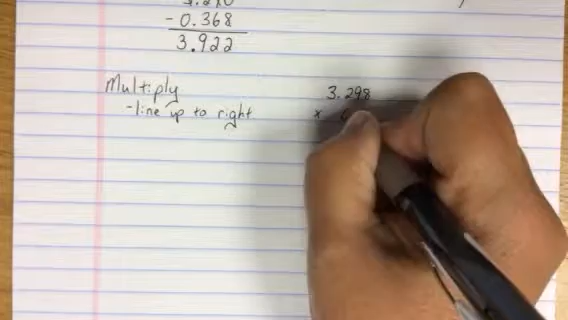 - 0.368
3.922
Multiply
-line up to right
3.298
x